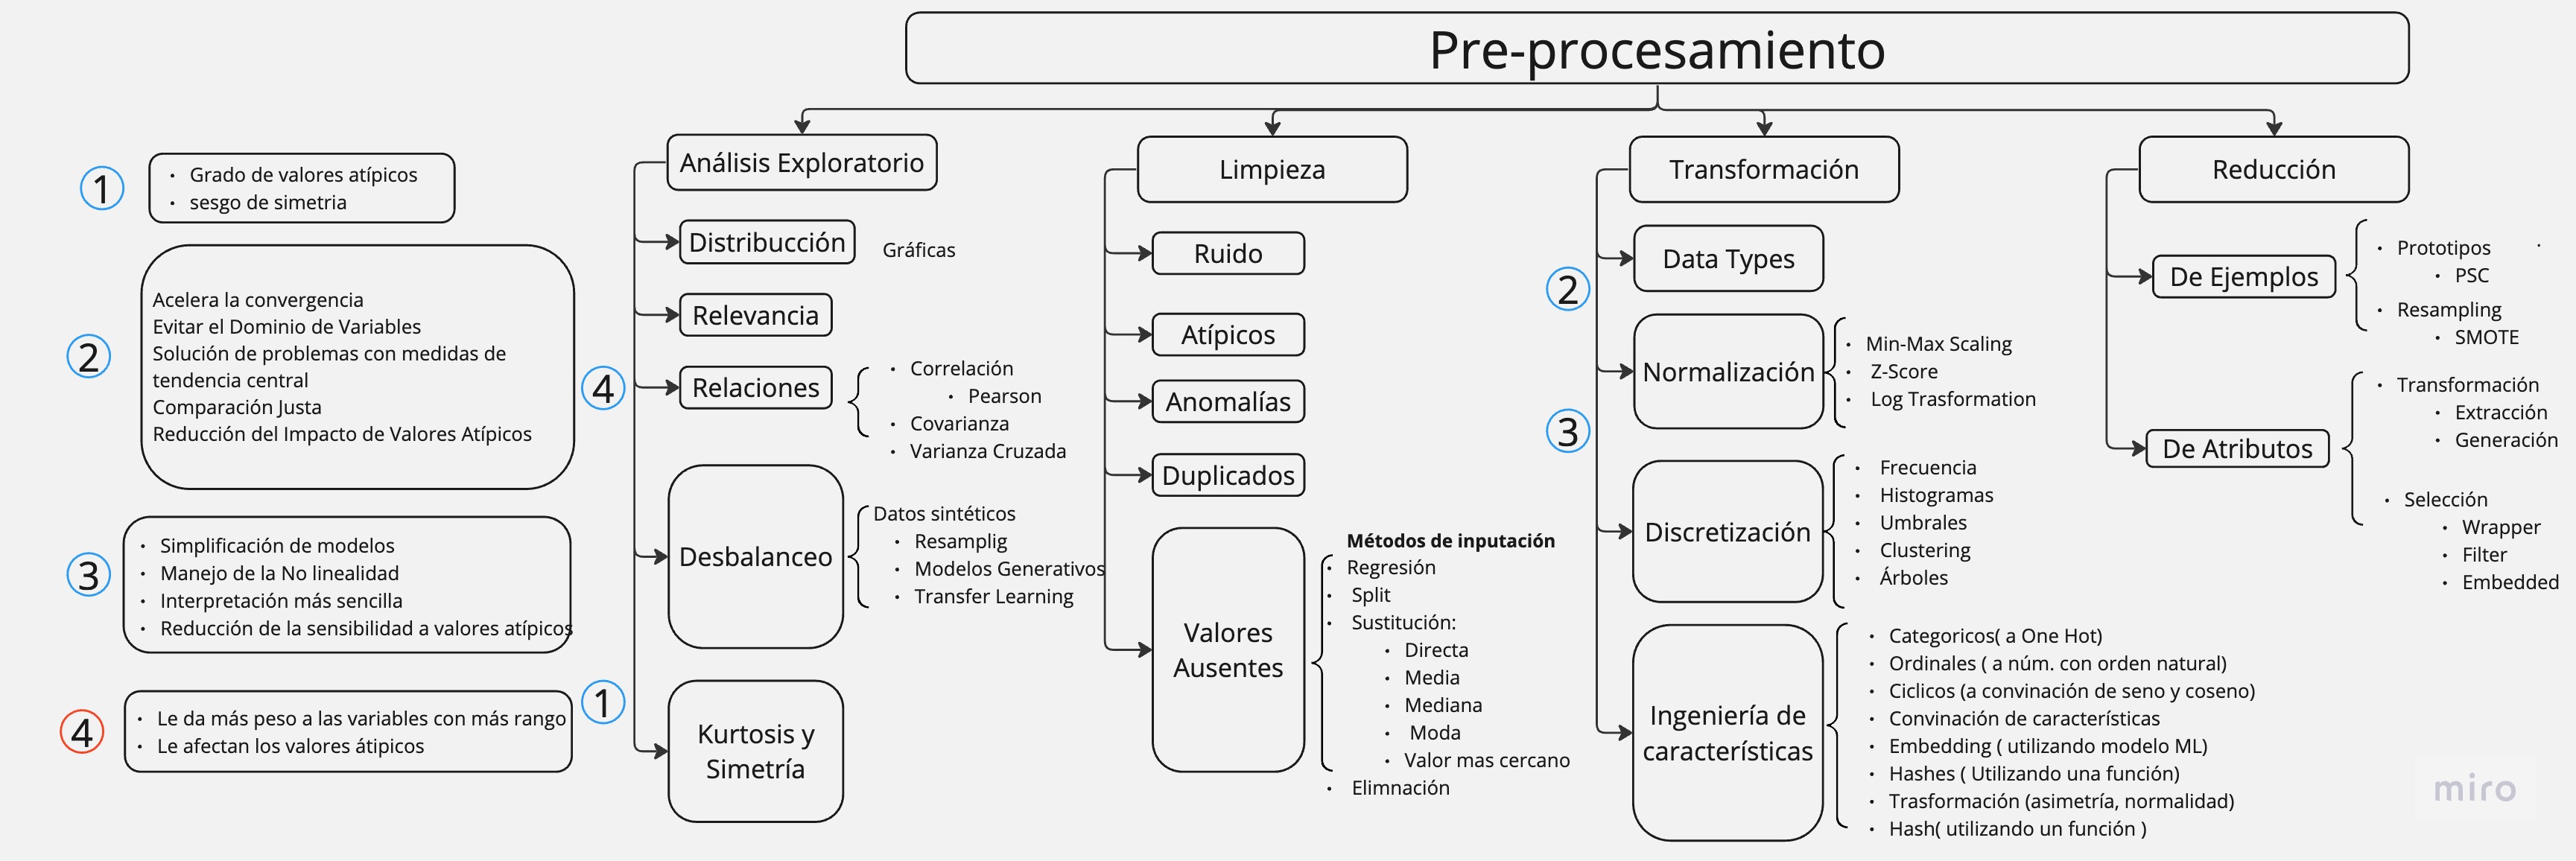 Pre-procesamiento
1
• Grado de valores atípicos
• sesgo de simetria
2
Acelera la convergencia
Evitar el Dominio de Variables
Solución de problemas con medidas de
tendencia central
Comparación Justa
Reducción del Impacto de Valores Atípicos
3
• Simplificación de modelos
• Manejo de la No linealidad
• Interpretación más sencilla
• Reducción de la sensibilidad a valores atípicos
4
• Le da más peso a las variables con más rango
• Le afectan los valores átipicos
Análisis Exploratorio
Distribucción
Gráficas
Relevancia
4
Relaciones
• Correlación
• Pearson
• Covarianza
• Varianza Cruzada
Desbalanceo
Datos sintéticos
• Resamplig
• Modelos Generativos
• Transfer Learning
1
Kurtosis y
Simetría
Limpieza
Ruido
Atípicos
Anomalías
Duplicados
Valores
Ausentes
Métodos de inputación
• Regresión
• Split
• Sustitución:
• Directa
• Media
• Mediana
• Moda
• Valor mas cercano
• Elimnación
Transformación
Data Types
2
Normalización
• Min-Max Scaling
• Z-Score
• Log Trasformation
3
Discretización
• Frecuencia
• Histogramas
• Umbrales
• Clustering
• Árboles
Ingeniería de
características
• Categoricos( a One Hot)
• Ordinales ( a núm. con orden natural)
• Ciclicos (a convinación de seno y coseno)
• Convinación de características
• Embedding ( utilizando modelo ML)
• Hashes ( Utilizando una función)
• Trasformación (asimetría, normalidad)
• Hash( utilizando un función )
Reducción
De Ejemplos
• Prototipos
• PSC
• Resampling
• SMOTE
De Atributos
• Transformación
• Extracción
• Generación
• Selección
• Wrapper
• Filter
• Embedded
miro